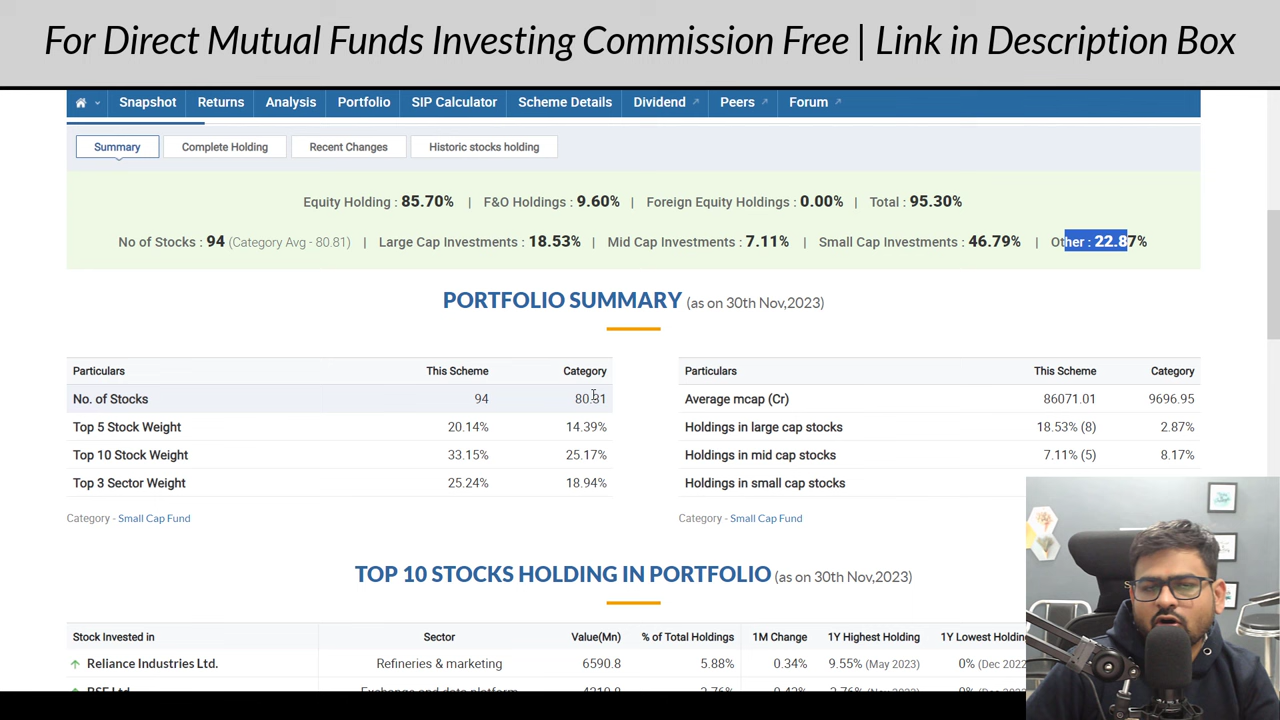 For Direct Mutual Funds Investing Commission Free | Link in Description Box
Snapshot Returns Analysis Portfolio SIP Calculator Scheme Details Dividend Peers Forum
Summary Complete Holding Recent Changes Historic stocks holding
Equity Holding : 85.70% | F&O Holdings : 9.60% | Foreign Equity Holdings : 0.00% | Total : 95.30%
No of Stocks : 94 (Category Avg - 80.81) | Large Cap Investments : 18.53% | Mid Cap Investments : 7.11% | Small Cap Investments : 46.79% | Other : 22.87%
PORTFOLIO SUMMARY (as on 30th Nov,2023)
Particulars This Scheme Category
No. of Stocks 94 80.81
Top 5 Stock Weight 20.14% 14.39%
Top 10 Stock Weight 33.15% 25.17%
Top 3 Sector Weight 25.24% 18.94%
Category - Small Cap Fund
Particulars This Scheme Category
Average mcap (Cr) 86071.01 9696.95
Holdings in large cap stocks 18.53% (8) 2.87%
Holdings in mid cap stocks 7.11% (5) 8.17%
Holdings in small cap stocks
Category - Small Cap Fund
TOP 10 STOCKS HOLDING IN PORTFOLIO (as on 30th Nov,2023)
Stock Invested in Sector Value(Mn) % of Total Holdings 1M Change 1Y Highest Holding 1Y Lowest Holding
Reliance Industries Ltd. Refineries & marketing 6590.8 5.88% 0.34% 9.55% (May 2023) 0% (Dec 2022
BSE Ltd. Exchange and data platform